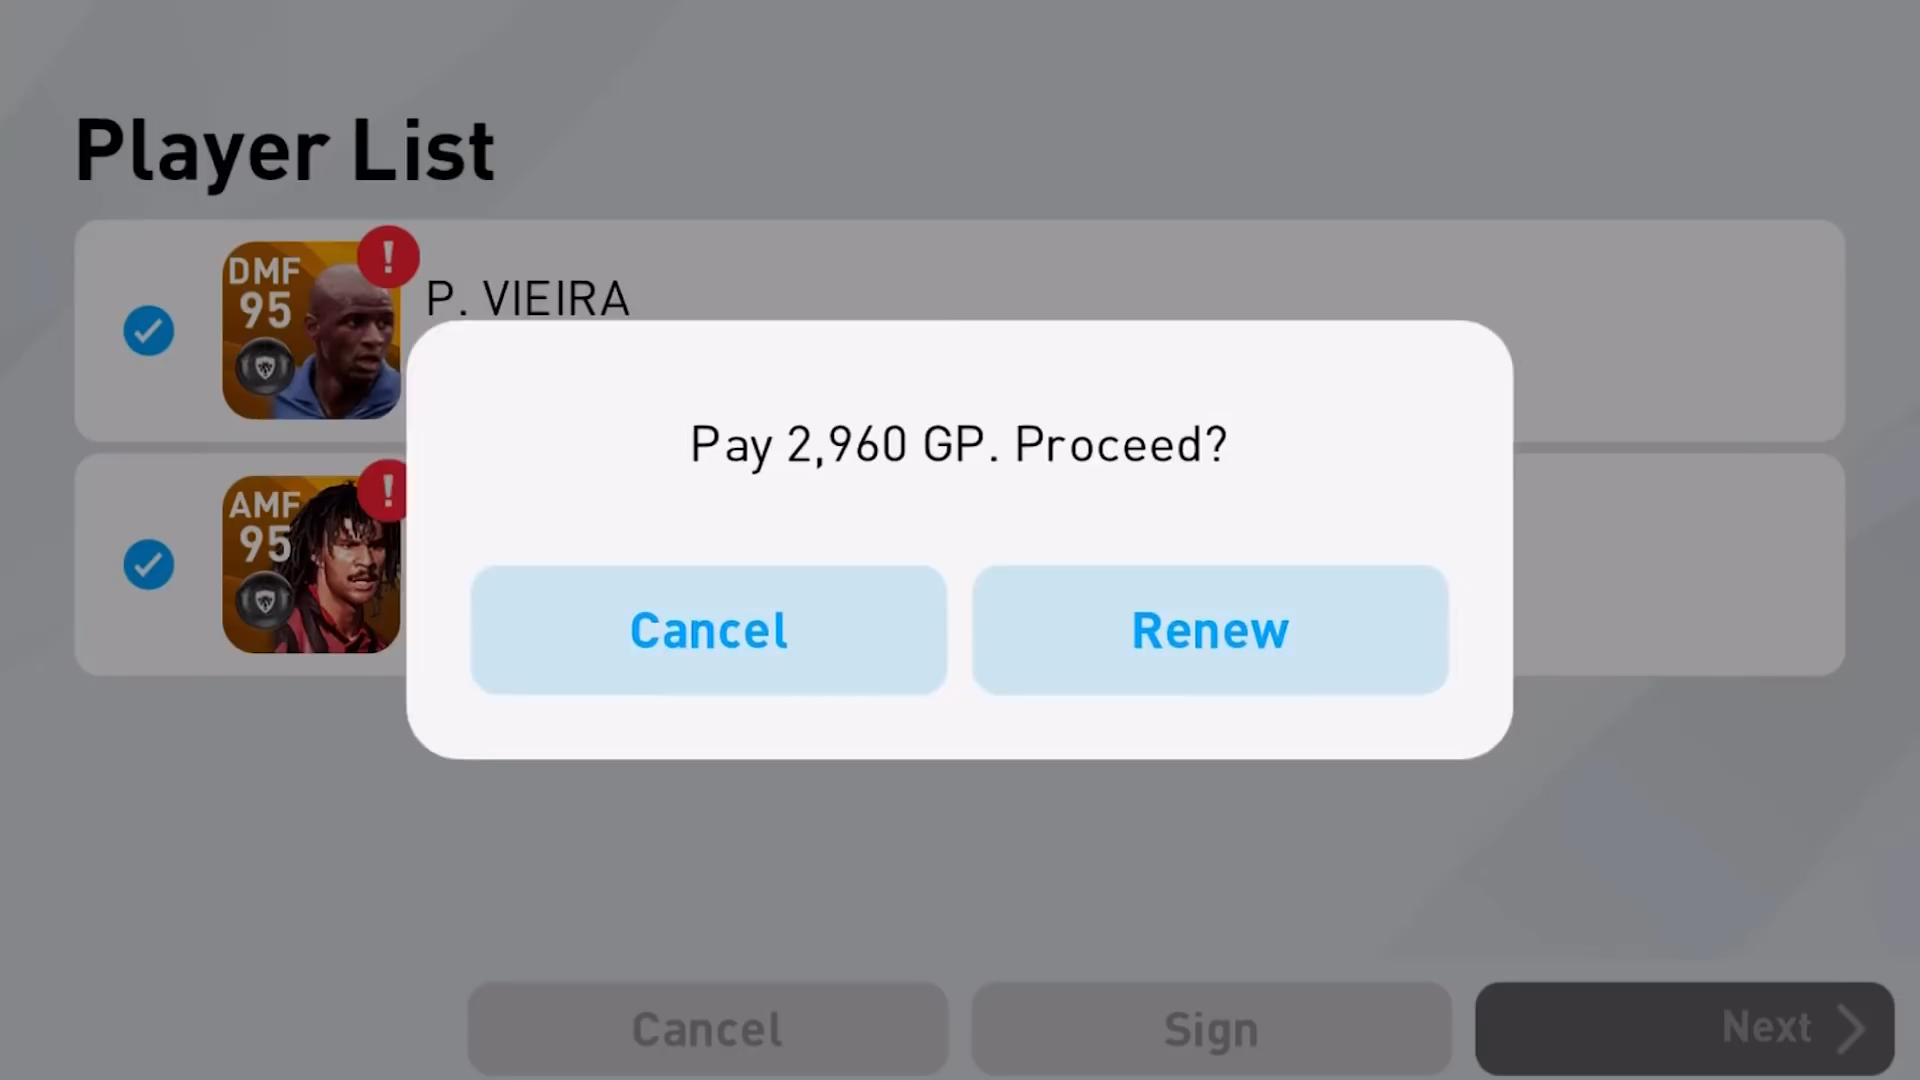 Player List
DMF
95
!
P. VIEIRA
Pay 2,960 GP. Proceed?
AMF
95
!
Cancel
Renew
Cancel
Sign
Next